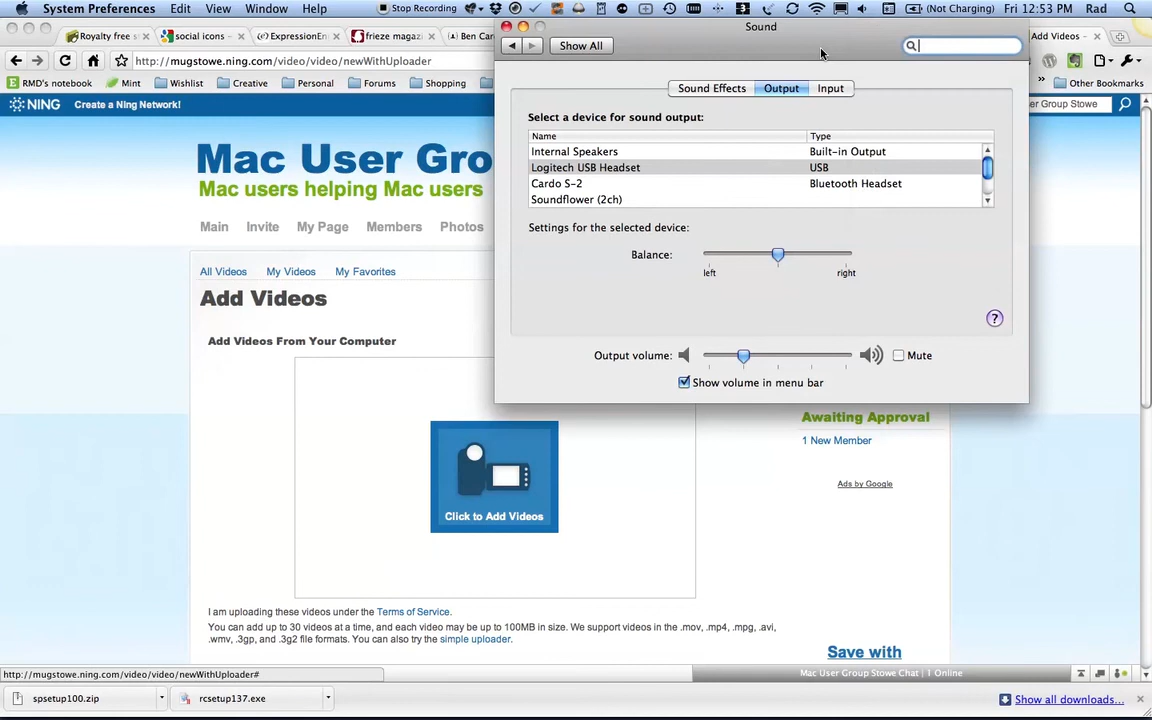 System Preferences Edit View Window Help Stop Recording 3 (Not Charging) Fri 12:53 PM Rad
Royalty free s social icons - ExpressionEn frieze magazi Ben Car Add Videos -
http://mugstowe.ning.com/video/video/newWithUploader
RMD's notebook Mint Wishlist Creative Personal Forums Shopping Other Bookmarks
NING Create a Ning Network! er Group Stowe
Mac User Gro
Mac users helping Mac users
Main Invite My Page Members Photos
All Videos My Videos My Favorites
Add Videos
Add Videos From Your Computer
Click to Add Videos
I am uploading these videos under the Terms of Service.
You can add up to 30 videos at a time, and each video may be up to 100MB in size. We support videos in the .mov, .mp4, .mpg, .avi,
.wmv, .3gp, and .3g2 file formats. You can also try the simple uploader.
Sound
Show All
Sound Effects Output Input
Select a device for sound output:
Name Type
Internal Speakers Built-in Output
Logitech USB Headset USB
Cardo S-2 Bluetooth Headset
Soundflower (2ch)
Settings for the selected device:
Balance:
left right
?
Output volume: Mute
Show volume in menu bar
Awaiting Approval
1 New Member
Ads by Google
Save with
http://mugstowe.ning.com/video/video/newWithUploader#
Mac User Group Stowe Chat | 1 Online
spsetup100.zip rcsetup137.exe Show all downloads...